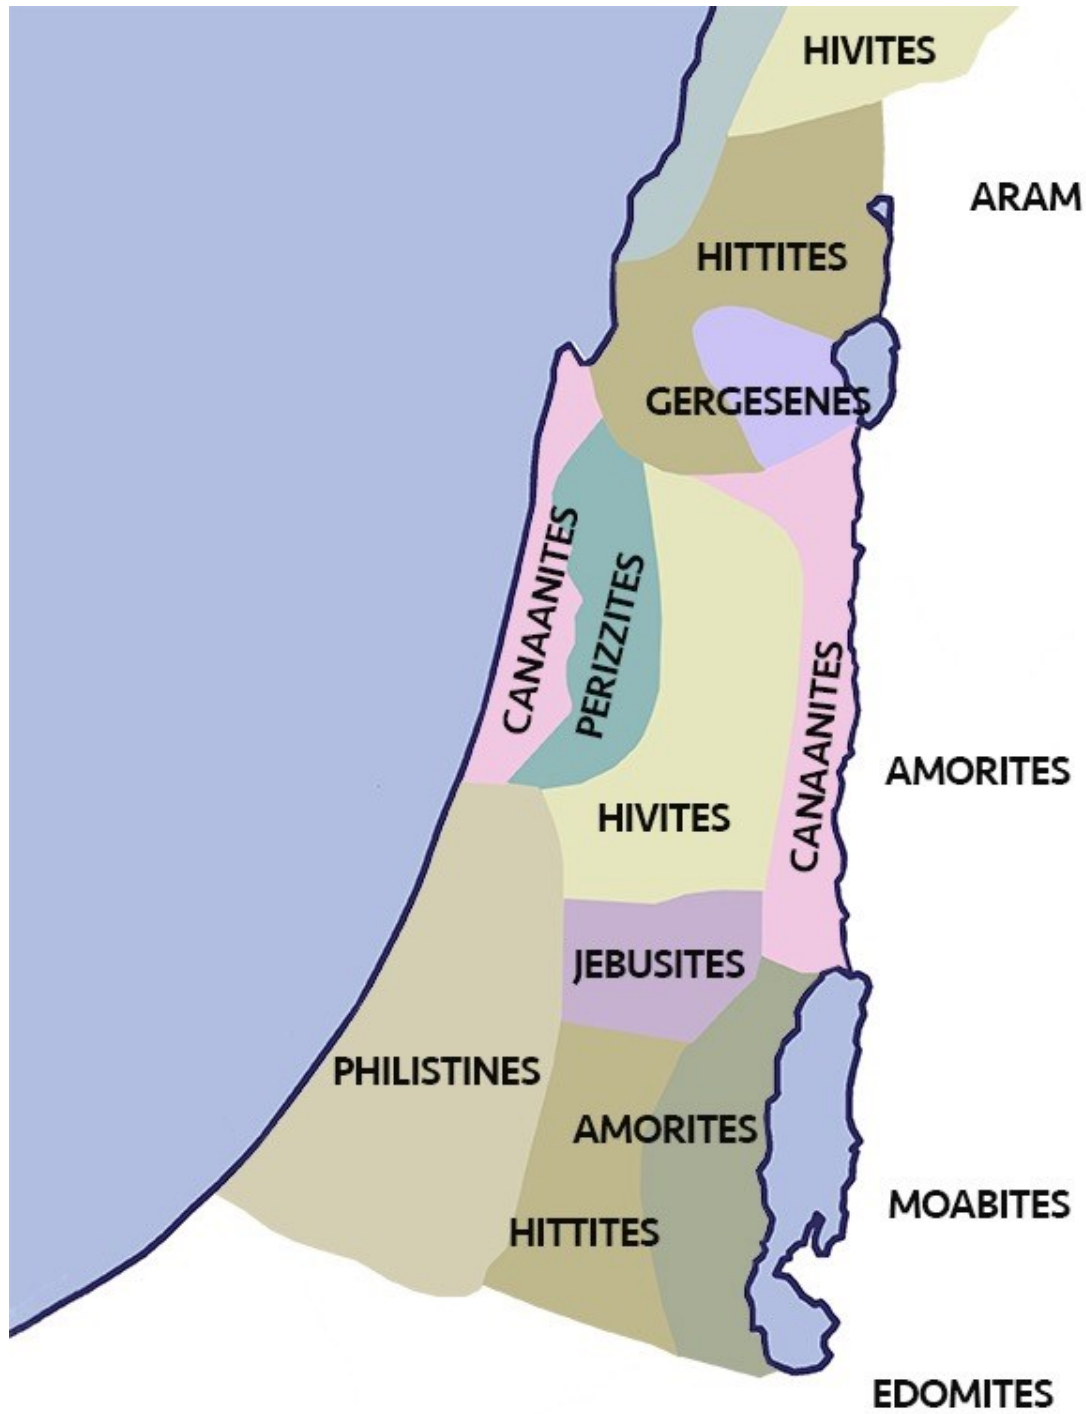 HIVITES
ARAM
HITTITES
GERGESENES
CANAANITES
PERIZZITES
CANAANITES
AMORITES
HIVITES
JEBUSITES
PHILISTINES
AMORITES
MOABITES
HITTITES
EDOMITES